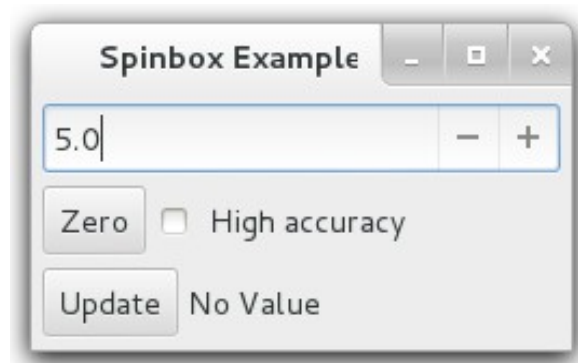 Spinbox Example
5.0
Zero High accuracy
Update No Value